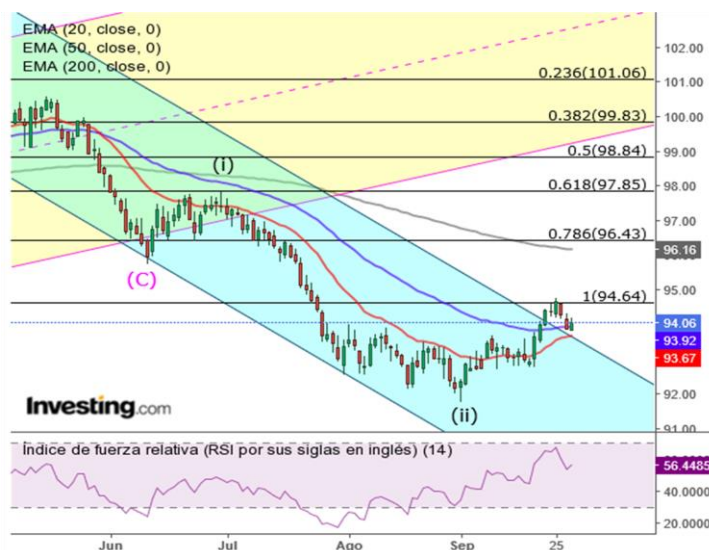 EMA (20, close, 0)
EMA (50, close, 0)
EMA (200, close, 0)
102.00
0.236(101.06)
101.00
0.382(99.83)
100.00
0.5(98.84)
99.00
(i)
0.618(97.85)
98.00
97.00
0.786(96.43)
96.16
(C)
1(94.64)
95.00
94.06
93.92
93.67
Investing.com
(ii)
92.00
91.00
Índice de fuerza relativa (RSI por sus siglas en inglés) (14)
56.4485
40.0000
20.0000
Jun Jul Ago Sep 25